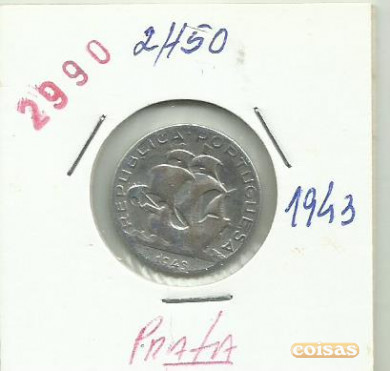 2990
2$50
REPUBLICA PORTUGUESA
1943
1943
PRATA
coisas